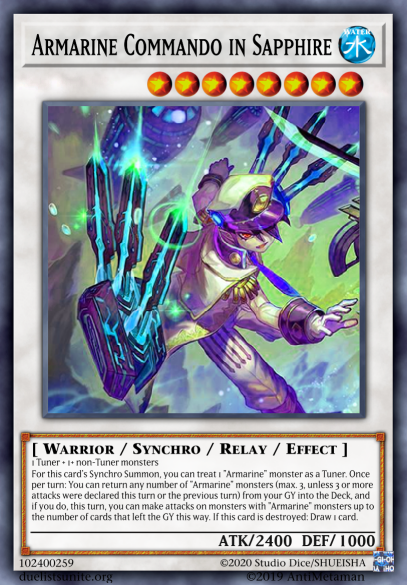 ARMARINE COMMANDO IN SAPPHIRE
WATER
水
[ WARRIOR / SYNCHRO / RELAY / EFFECT ]
1 Tuner + 1+ non-Tuner monsters
For this card's Synchro Summon, you can treat 1 "Armarine" monster as a Tuner. Once
per turn: You can return any number of "Armarine" monsters (max. 3, unless 3 or more
attacks were declared this turn or the previous turn) from your GY into the Deck, and
if you do, this turn, you can make attacks on monsters with "Armarine" monsters up to
the number of cards that left the GY this way. If this card is destroyed: Draw 1 card.
ATK/2400 DEF/1000
102400259
©2020 Studio Dice/SHUEISHA
duelistsunite.org
©2019 AntiMetaman